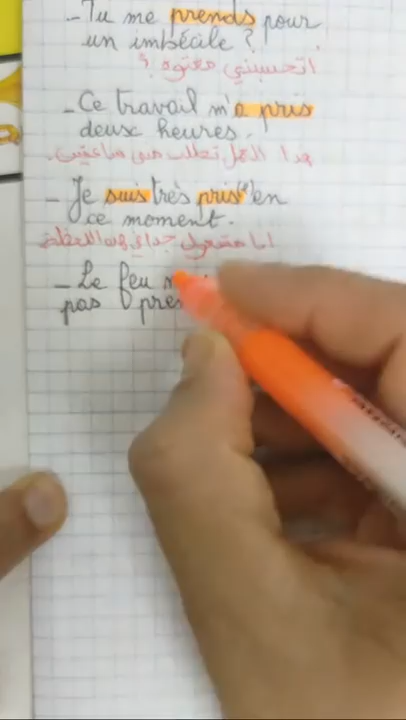 - Tu me prends pour
un imbécile ?
اتحسبني معتوه ؟
- Ce travail m'a pris
deux heures.
هذا العمل تطلب مني ساعتين.
- Je suis très pris(e) en
ce moment.
انا مشغول جدا في هذه اللحظة
- Le feu
pas